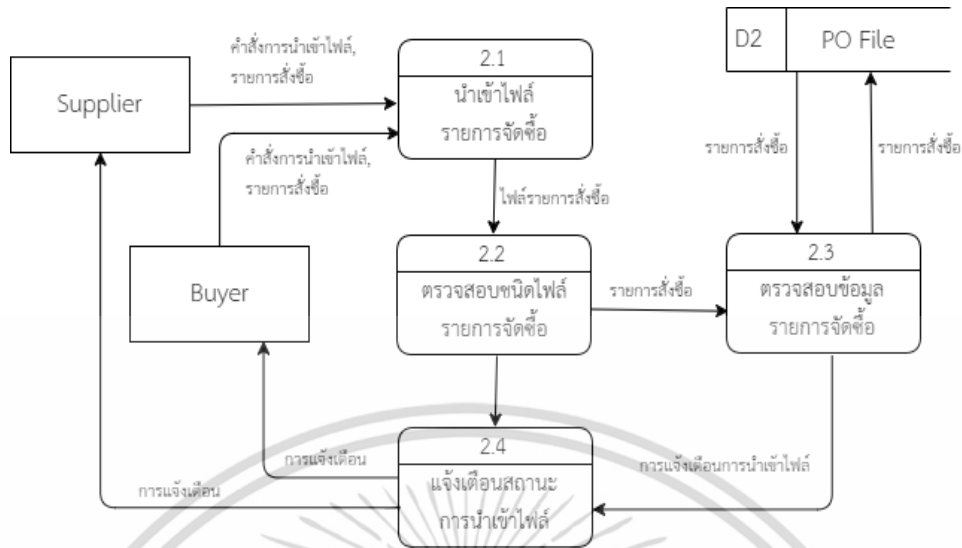 คำสั่งการนำเข้าไฟล์,
รายการสั่งซื้อ
Supplier
2.1
นำเข้าไฟล์
รายการจัดซื้อ
D2
PO File
คำสั่งการนำเข้าไฟล์,
รายการสั่งซื้อ
รายการสั่งซื้อ
รายการสั่งซื้อ
ไฟล์รายการสั่งซื้อ
Buyer
2.2
ตรวจสอบชนิดไฟล์
รายการจัดซื้อ
รายการสั่งซื้อ
2.3
ตรวจสอบข้อมูล
รายการจัดซื้อ
2.4
แจ้งเตือนสถานะ
การนำเข้าไฟล์
การแจ้งเตือน
การแจ้งเตือน
การแจ้งเตือนการนำเข้าไฟล์